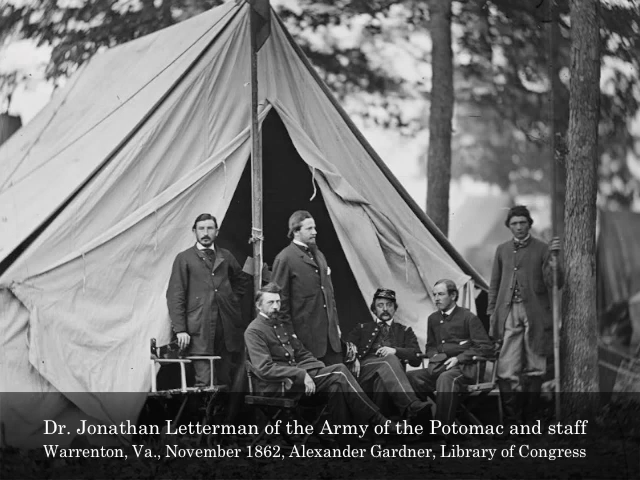 Dr. Jonathan Letterman of the Army of the Potomac and staff
Warrenton, Va., November 1862, Alexander Gardner, Library of Congress